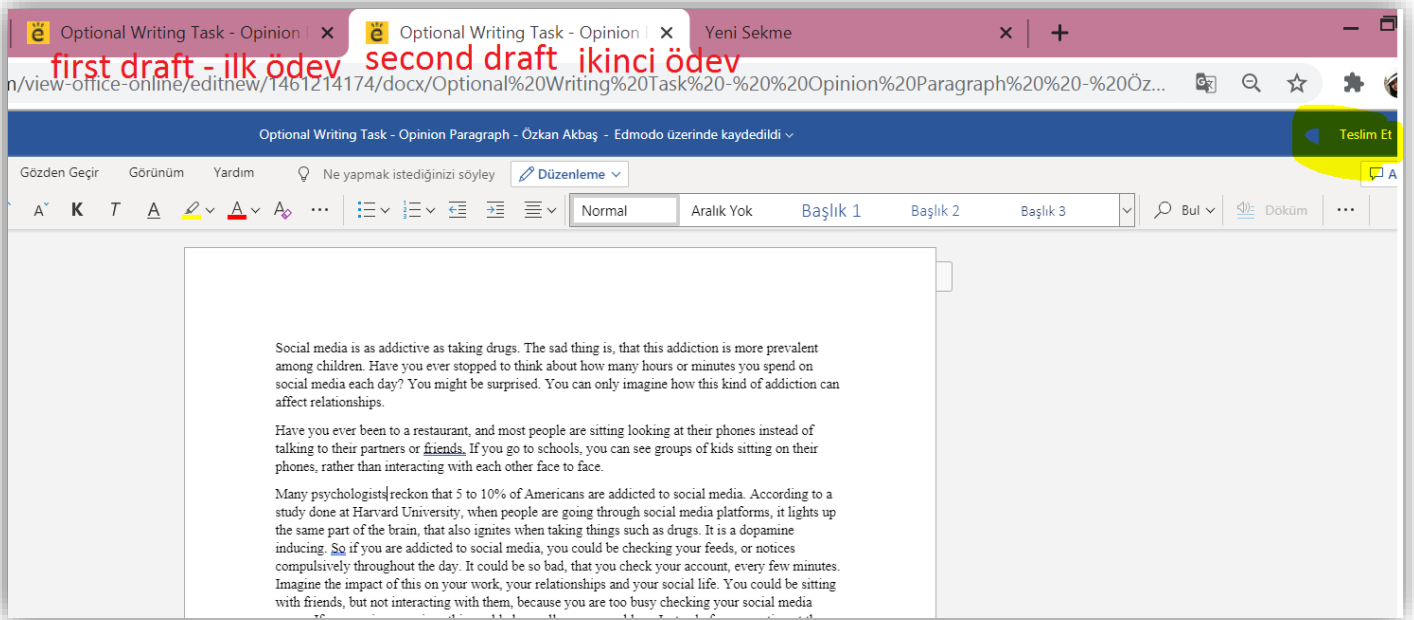 Optional Writing Task - Opinion
Optional Writing Task - Opinion
Yeni Sekme
first draft - ilk ödev
second draft
ikinci ödev
/view-office-online/editnew/1461214174/docx/Optional%20Writing%20Task%20-%20%20Opinion%20Paragraph%20%20-%20Öz...
Optional Writing Task - Opinion Paragraph - Özkan Akbaş - Edmodo üzerinde kaydedildi
Teslim Et
Gözden Geçir Görünüm Yardım Ne yapmak istediğinizi söyley Düzenleme A
A K T A A A ... Normal Aralık Yok Başlık 1 Başlık 2 Başlık 3 Bul Döküm ...
Social media is as addictive as taking drugs. The sad thing is, that this addiction is more prevalent
among children. Have you ever stopped to think about how many hours or minutes you spend on
social media each day? You might be surprised. You can only imagine how this kind of addiction can
affect relationships.
Have you ever been to a restaurant, and most people are sitting looking at their phones instead of
talking to their partners or friends. If you go to schools, you can see groups of kids sitting on their
phones, rather than interacting with each other face to face.
Many psychologists reckon that 5 to 10% of Americans are addicted to social media. According to a
study done at Harvard University, when people are going through social media platforms, it lights up
the same part of the brain, that also ignites when taking things such as drugs. It is a dopamine
inducing. So if you are addicted to social media, you could be checking your feeds, or notices
compulsively throughout the day. It could be so bad, that you check your account, every few minutes.
Imagine the impact of this on your work, your relationships and your social life. You could be sitting
with friends, but not interacting with them, because you are too busy checking your social media